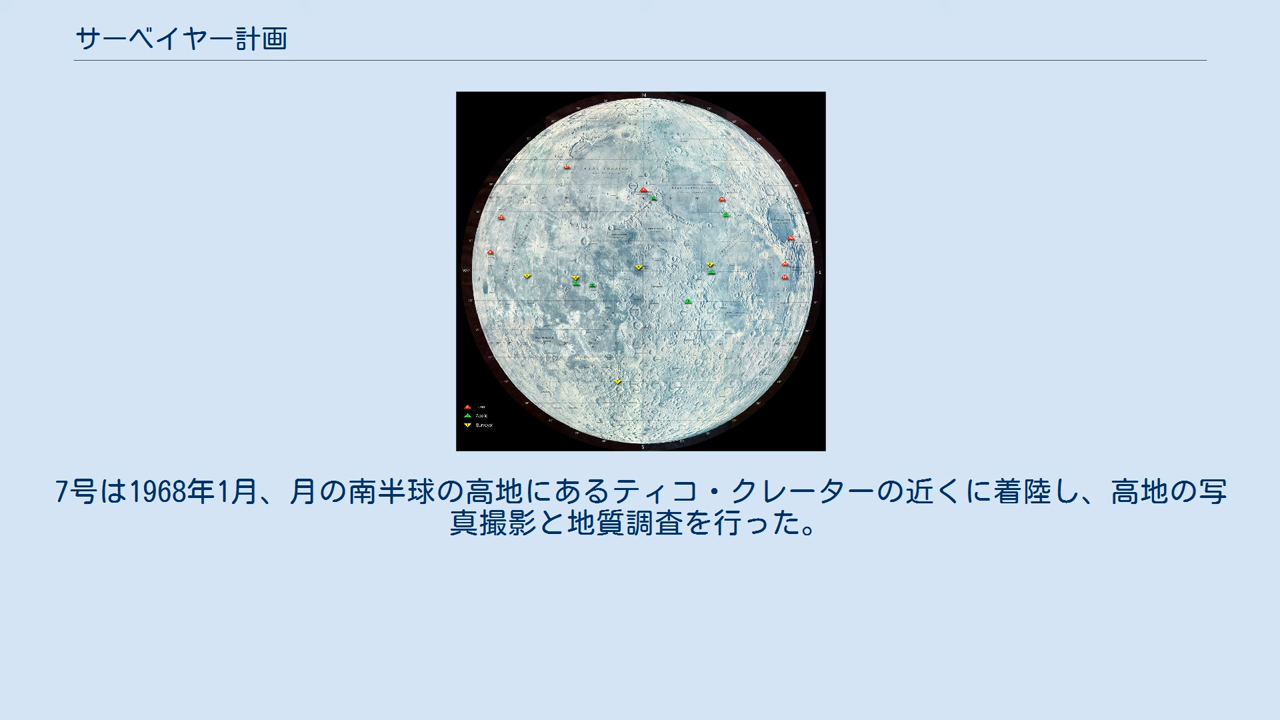 サーベイヤー計画
Apollo
Surveyor
7号は1968年1月、月の南半球の高地にあるティコ・クレーターの近くに着陸し、高地の写
真撮影と地質調査を行った。